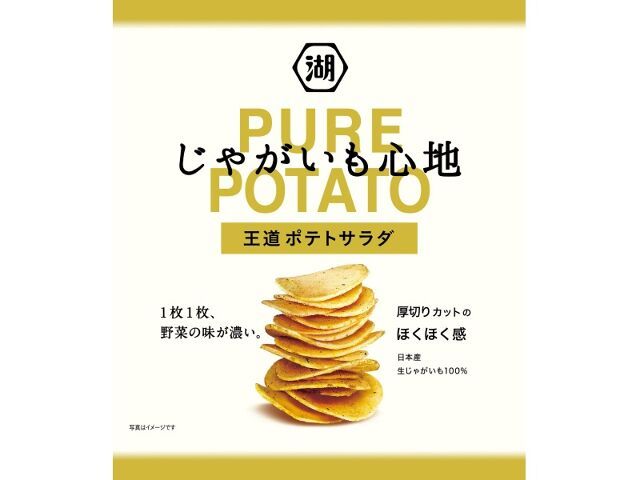 湖
PURE
じゃがいも心地
POTATO
王道 ポテトサラダ
1枚1枚、
野菜の味が濃い。
厚切りカットの
ほくほく感
日本産
生じゃがいも100%
写真はイメージです